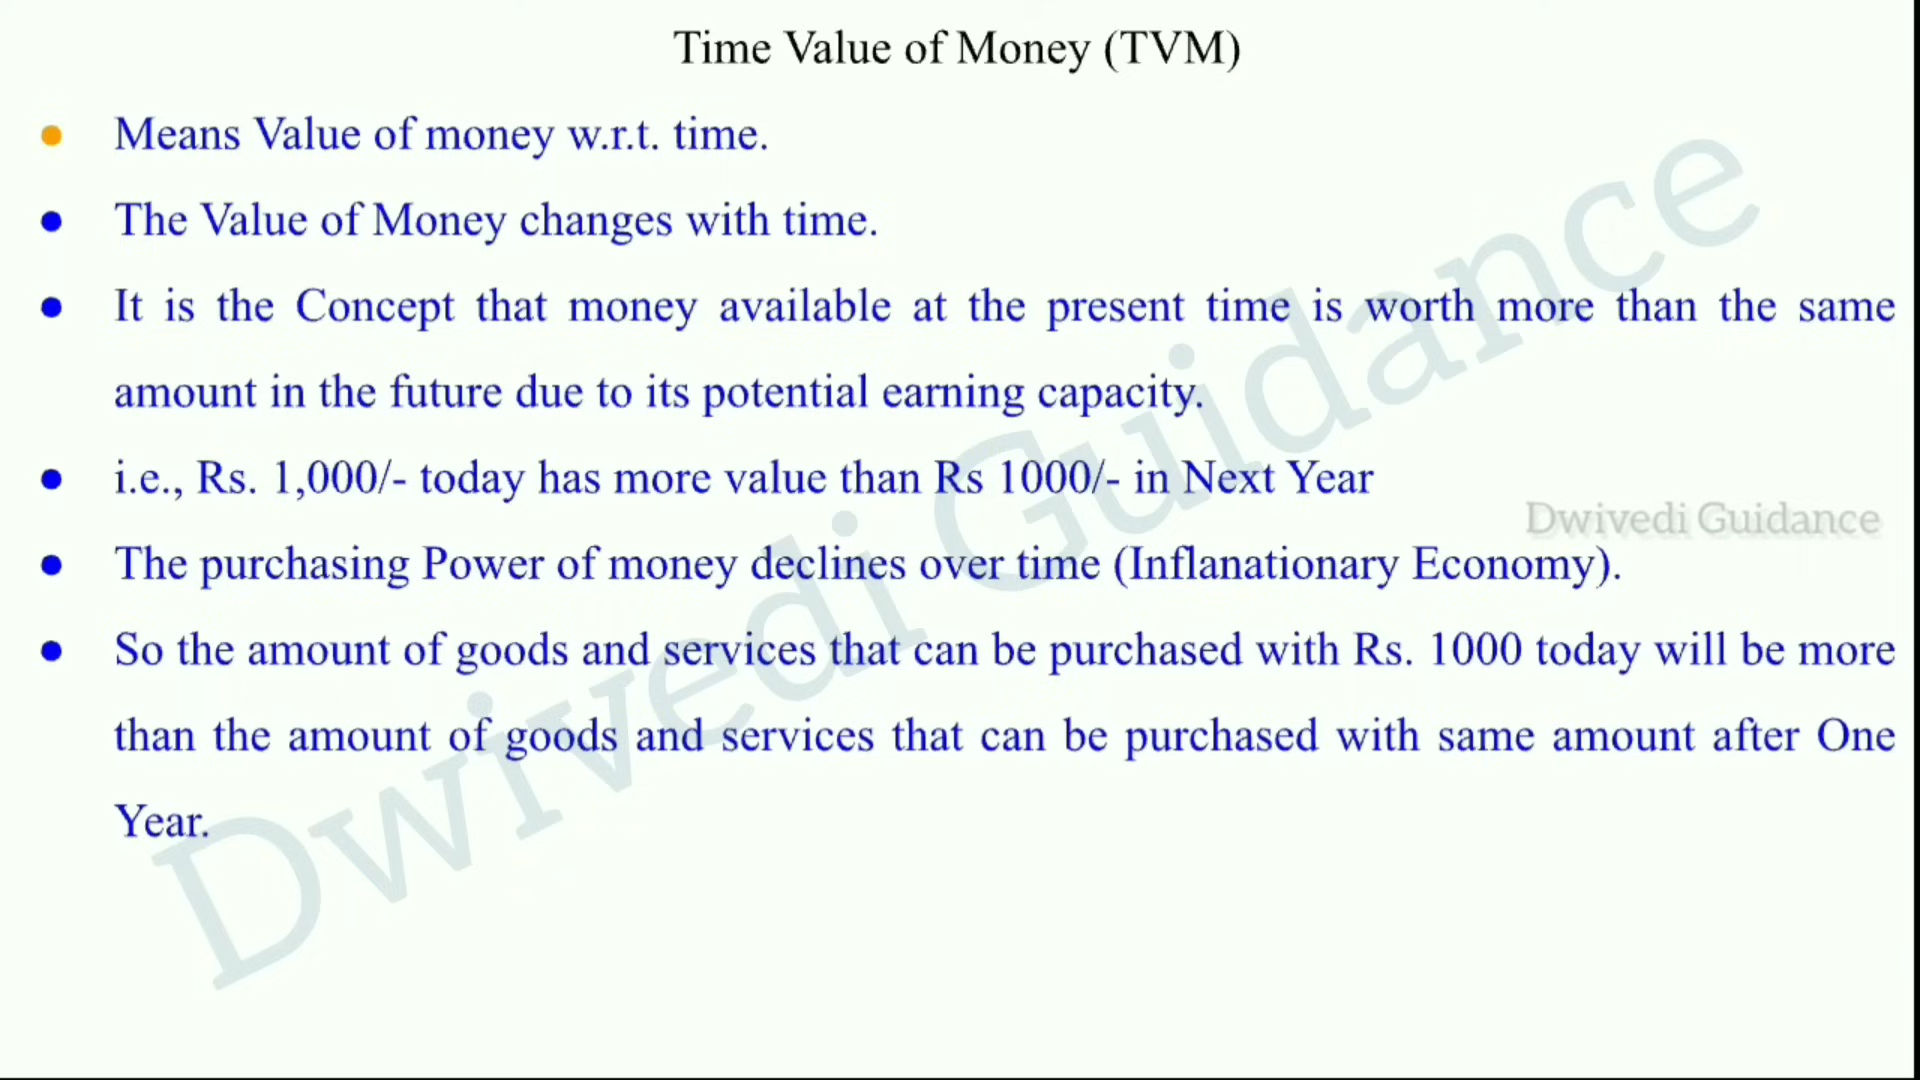 Time Value of Money (TVM)
Means Value of money w.r.t. time.
The Value of Money changes with time.
It is the Concept that money available at the present time is worth more than the same
amount in the future due to its potential earning capacity.
i.e., Rs. 1,000/- today has more value than Rs 1000/- in Next Year
Dwivedi Guidance
The purchasing Power of money declines over time (Inflanationary Economy).
So the amount of goods and services that can be purchased with Rs. 1000 today will be more
than the amount of goods and services that can be purchased with same amount after One
Year.
Dwivedi Guidance